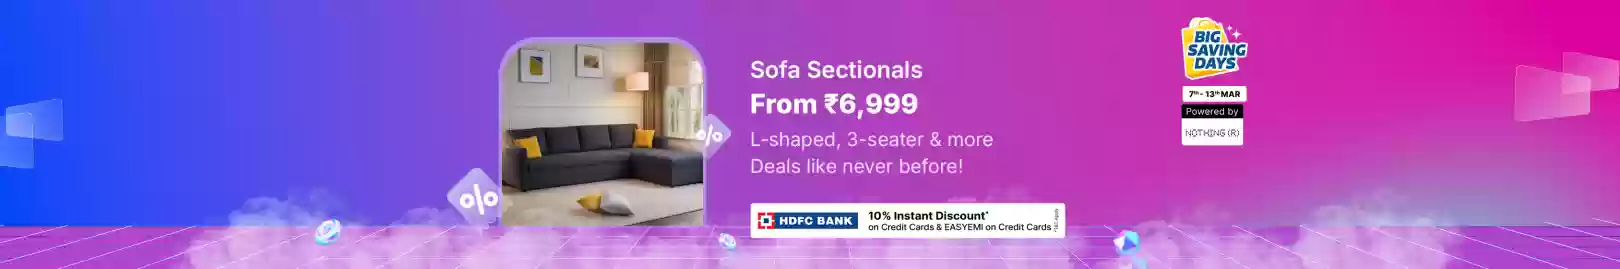 Sofa Sectionals
From ₹6,999
L-shaped, 3-seater & more
Deals like never before!
HDFC BANK
10% Instant Discount*
on Credit Cards & EASYEMI on Credit Cards
BIG
SAVING
DAYS
7th - 13th MAR
Powered by
NOTHING (R)
%
%